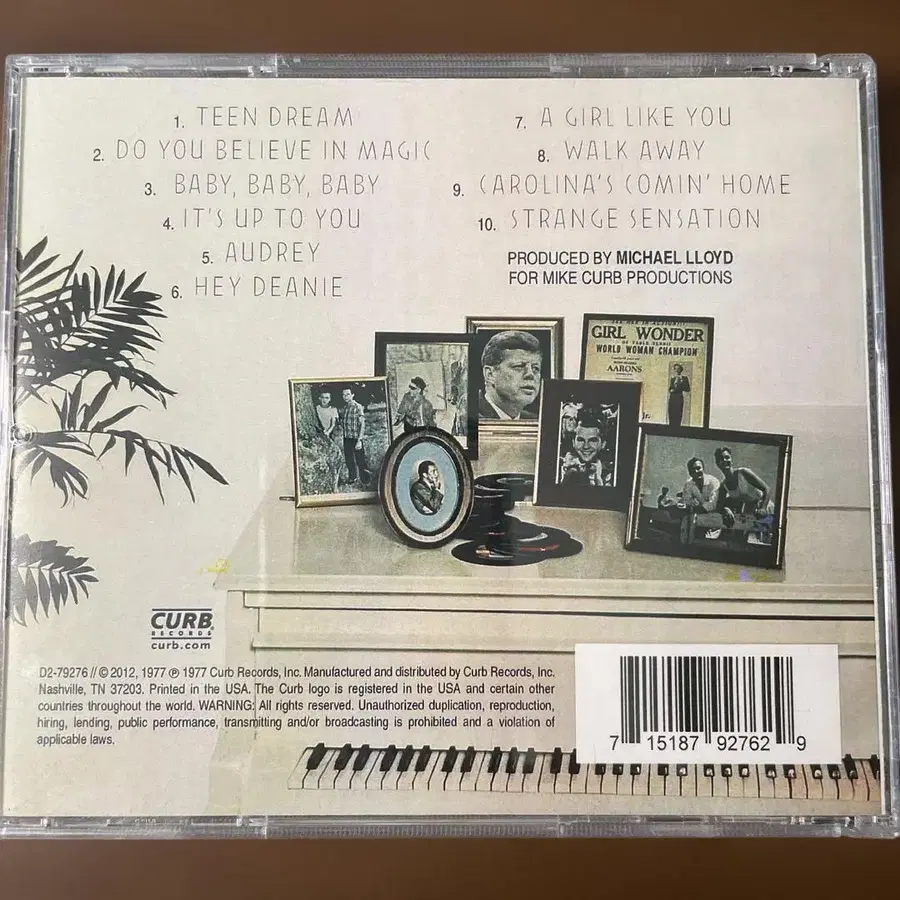 1. TEEN DREAM
2. DO YOU BELIEVE IN MAGIC
3. BABY, BABY, BABY
4. IT'S UP TO YOU
5. AUDREY
6. HEY DEANIE
7. A GIRL LIKE YOU
8. WALK AWAY
9. CAROLINA'S COMIN' HOME
10. STRANGE SENSATION
PRODUCED BY MICHAEL LLOYD
FOR MIKE CURB PRODUCTIONS
GIRL WONDER
OF TABLE TENNIS
WORLD WOMAN CHAMPION
AARONS
CURB
RECORDS
curb.com
D2-79276 // © 2012, 1977 ℗ 1977 Curb Records, Inc. Manufactured and distributed by Curb Records, Inc.
Nashville, TN 37203. Printed in the USA. The Curb logo is registered in the USA and certain other
countries throughout the world. WARNING: All rights reserved. Unauthorized duplication, reproduction,
hiring, lending, public performance, transmitting and/or broadcasting is prohibited and a violation of
applicable laws.
7 15187 92762 9